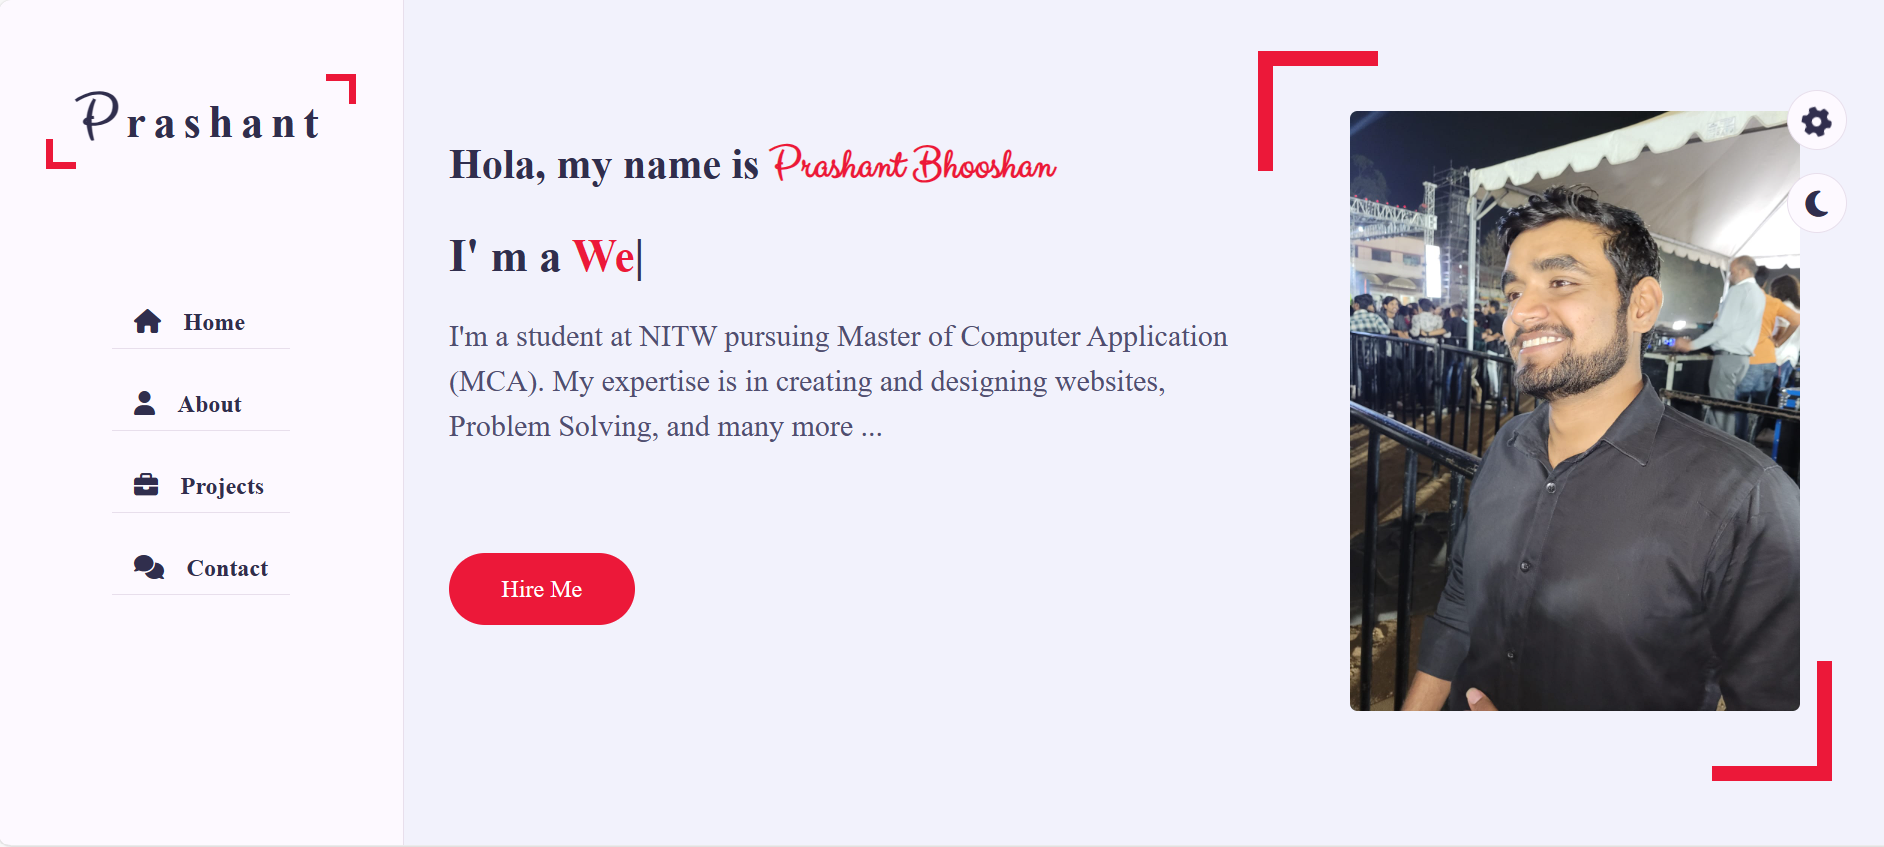 Prashant
Home
About
Projects
Contact
Hola, my name is Prashant Bhooshan
I' m a We|
I'm a student at NITW pursuing Master of Computer Application
(MCA). My expertise is in creating and designing websites,
Problem Solving, and many more ...
Hire Me